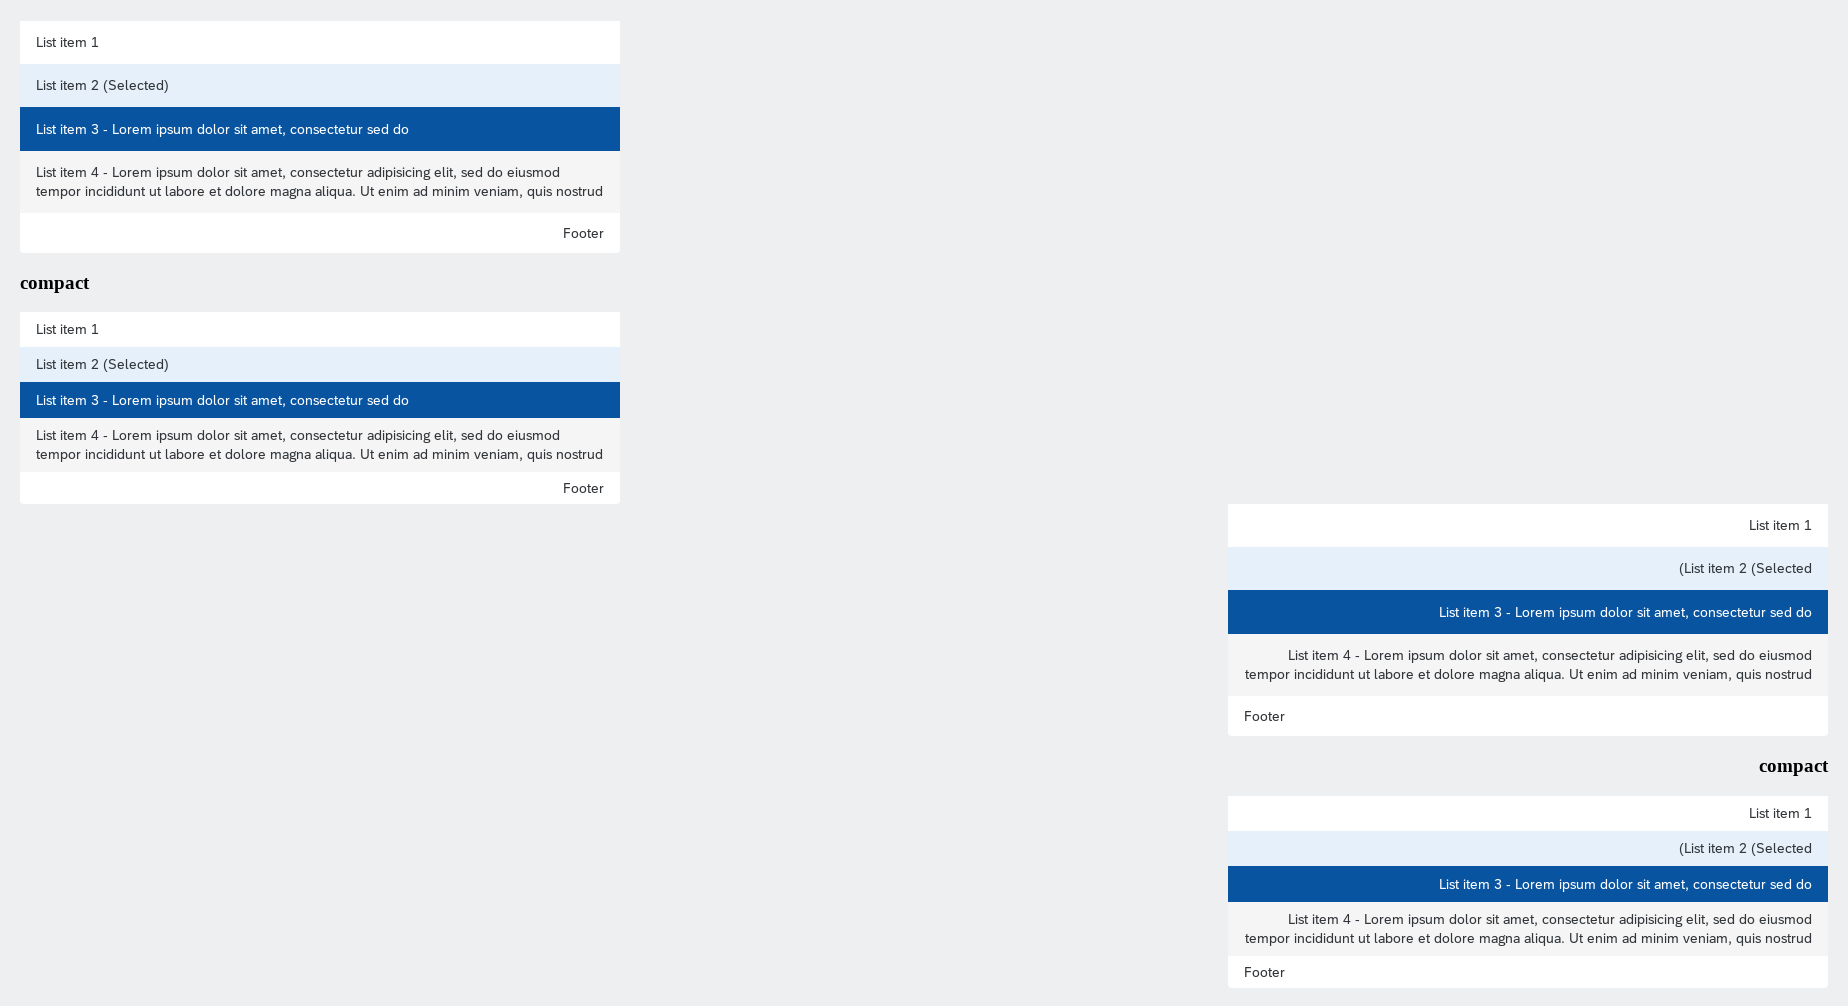 List item 1
List item 2 (Selected)
List item 3 - Lorem ipsum dolor sit amet, consectetur sed do
List item 4 - Lorem ipsum dolor sit amet, consectetur adipisicing elit, sed do eiusmod
tempor incididunt ut labore et dolore magna aliqua. Ut enim ad minim veniam, quis nostrud
Footer
compact
List item 1
List item 2 (Selected)
List item 3 - Lorem ipsum dolor sit amet, consectetur sed do
List item 4 - Lorem ipsum dolor sit amet, consectetur adipisicing elit, sed do eiusmod
tempor incididunt ut labore et dolore magna aliqua. Ut enim ad minim veniam, quis nostrud
Footer
List item 1
(List item 2 (Selected
List item 3 - Lorem ipsum dolor sit amet, consectetur sed do
List item 4 - Lorem ipsum dolor sit amet, consectetur adipisicing elit, sed do eiusmod
tempor incididunt ut labore et dolore magna aliqua. Ut enim ad minim veniam, quis nostrud
Footer
compact
List item 1
(List item 2 (Selected
List item 3 - Lorem ipsum dolor sit amet, consectetur sed do
List item 4 - Lorem ipsum dolor sit amet, consectetur adipisicing elit, sed do eiusmod
tempor incididunt ut labore et dolore magna aliqua. Ut enim ad minim veniam, quis nostrud
Footer